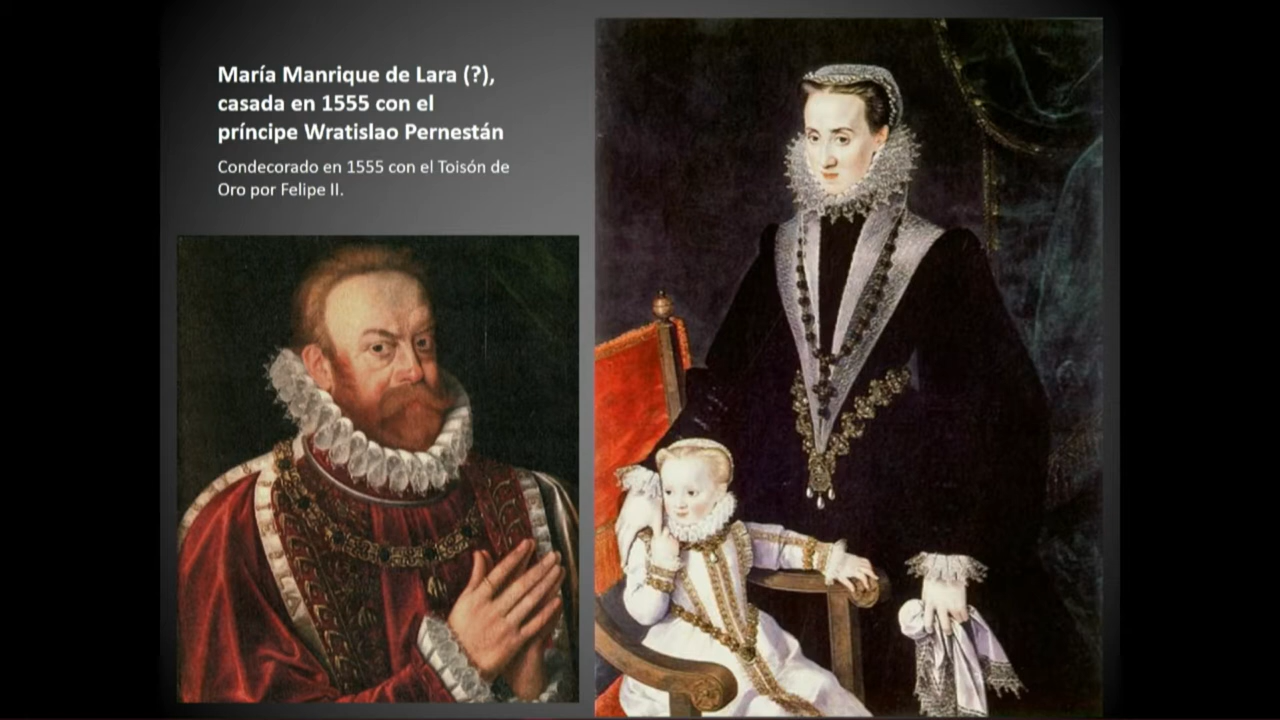 María Manrique de Lara (?),
casada en 1555 con el
príncipe Wratislao Pernestán
Condecorado en 1555 con el Toisón de
Oro por Felipe II.